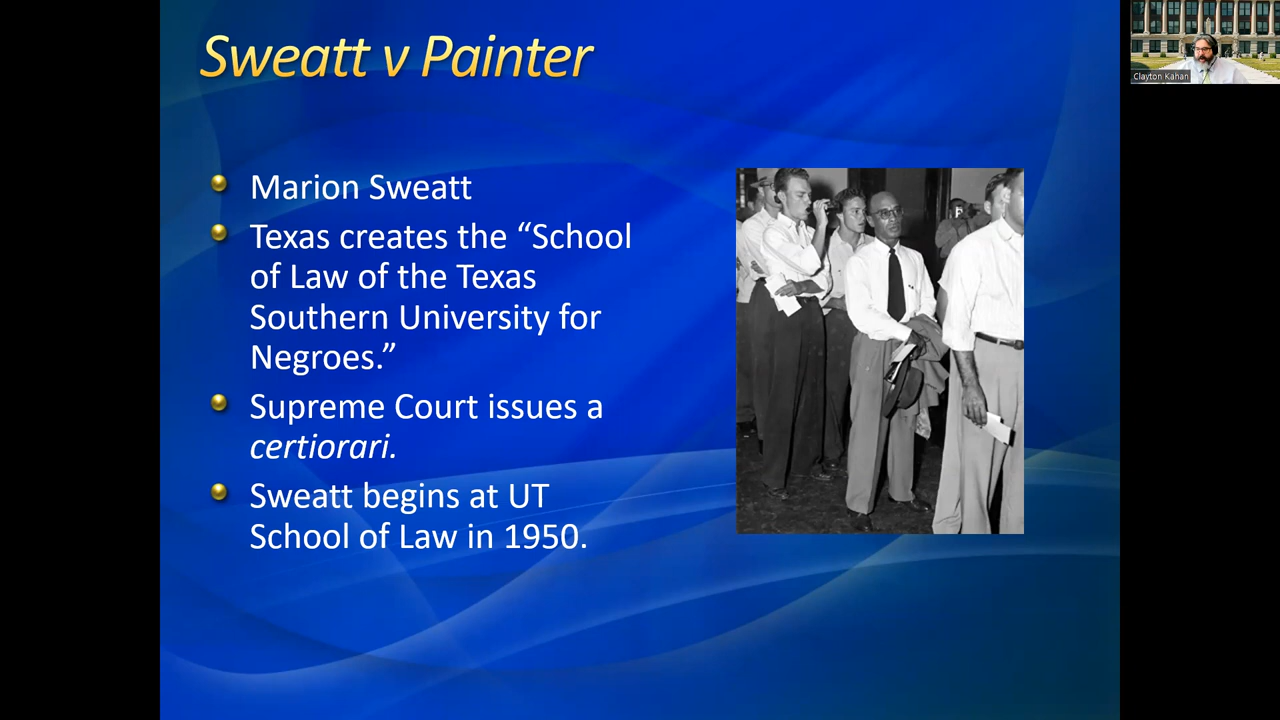 Sweatt v Painter
Clayton Kahan
Marion Sweatt
Texas creates the “School
of Law of the Texas
Southern University for
Negroes.”
Supreme Court issues a
certiorari.
Sweatt begins at UT
School of Law in 1950.